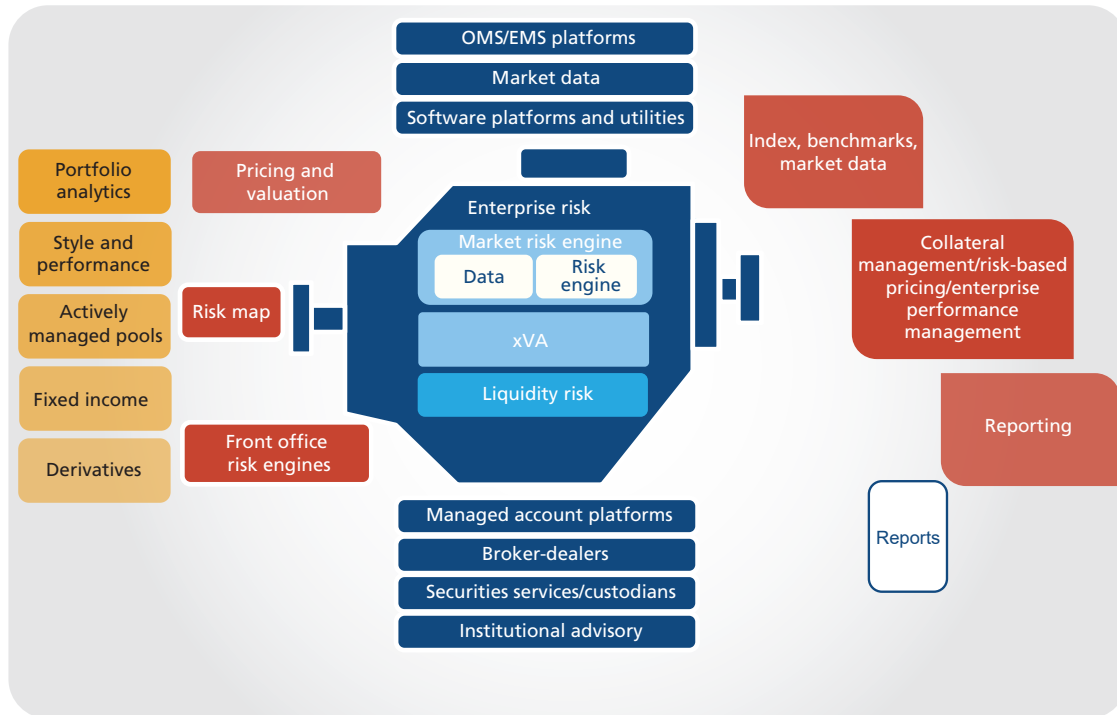 OMS/EMS platforms
Market data
Software platforms and utilities
Portfolio
analytics
Style and
performance
Actively
managed pools
Fixed income
Derivatives
Pricing and
valuation
Risk map
Front office
risk engines
Enterprise risk
Market risk engine
Data
Risk
engine
xVA
Liquidity risk
Index, benchmarks,
market data
Collateral
management/risk-based
pricing/enterprise
performance
management
Reporting
Reports
Managed account platforms
Broker-dealers
Securities services/custodians
Institutional advisory